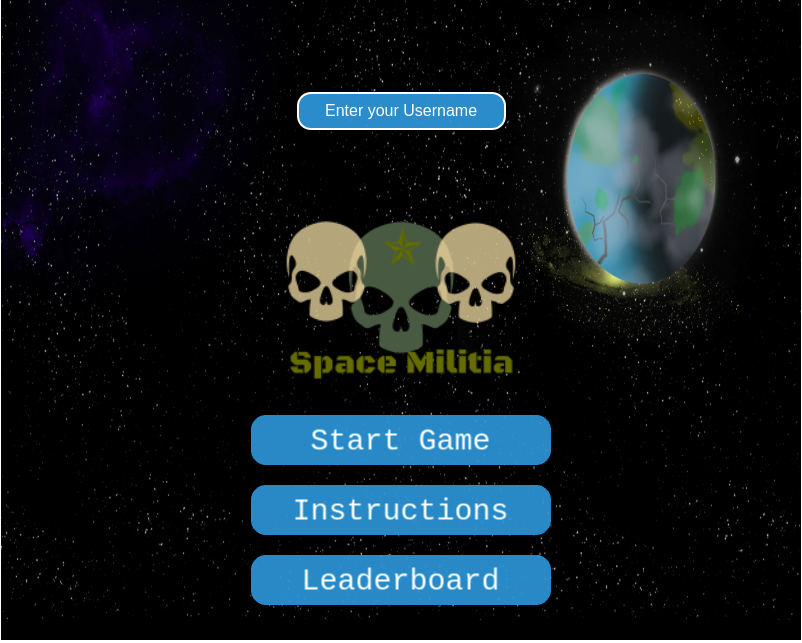 Enter your Username
Space Militia
Start Game
Instructions
Leaderboard